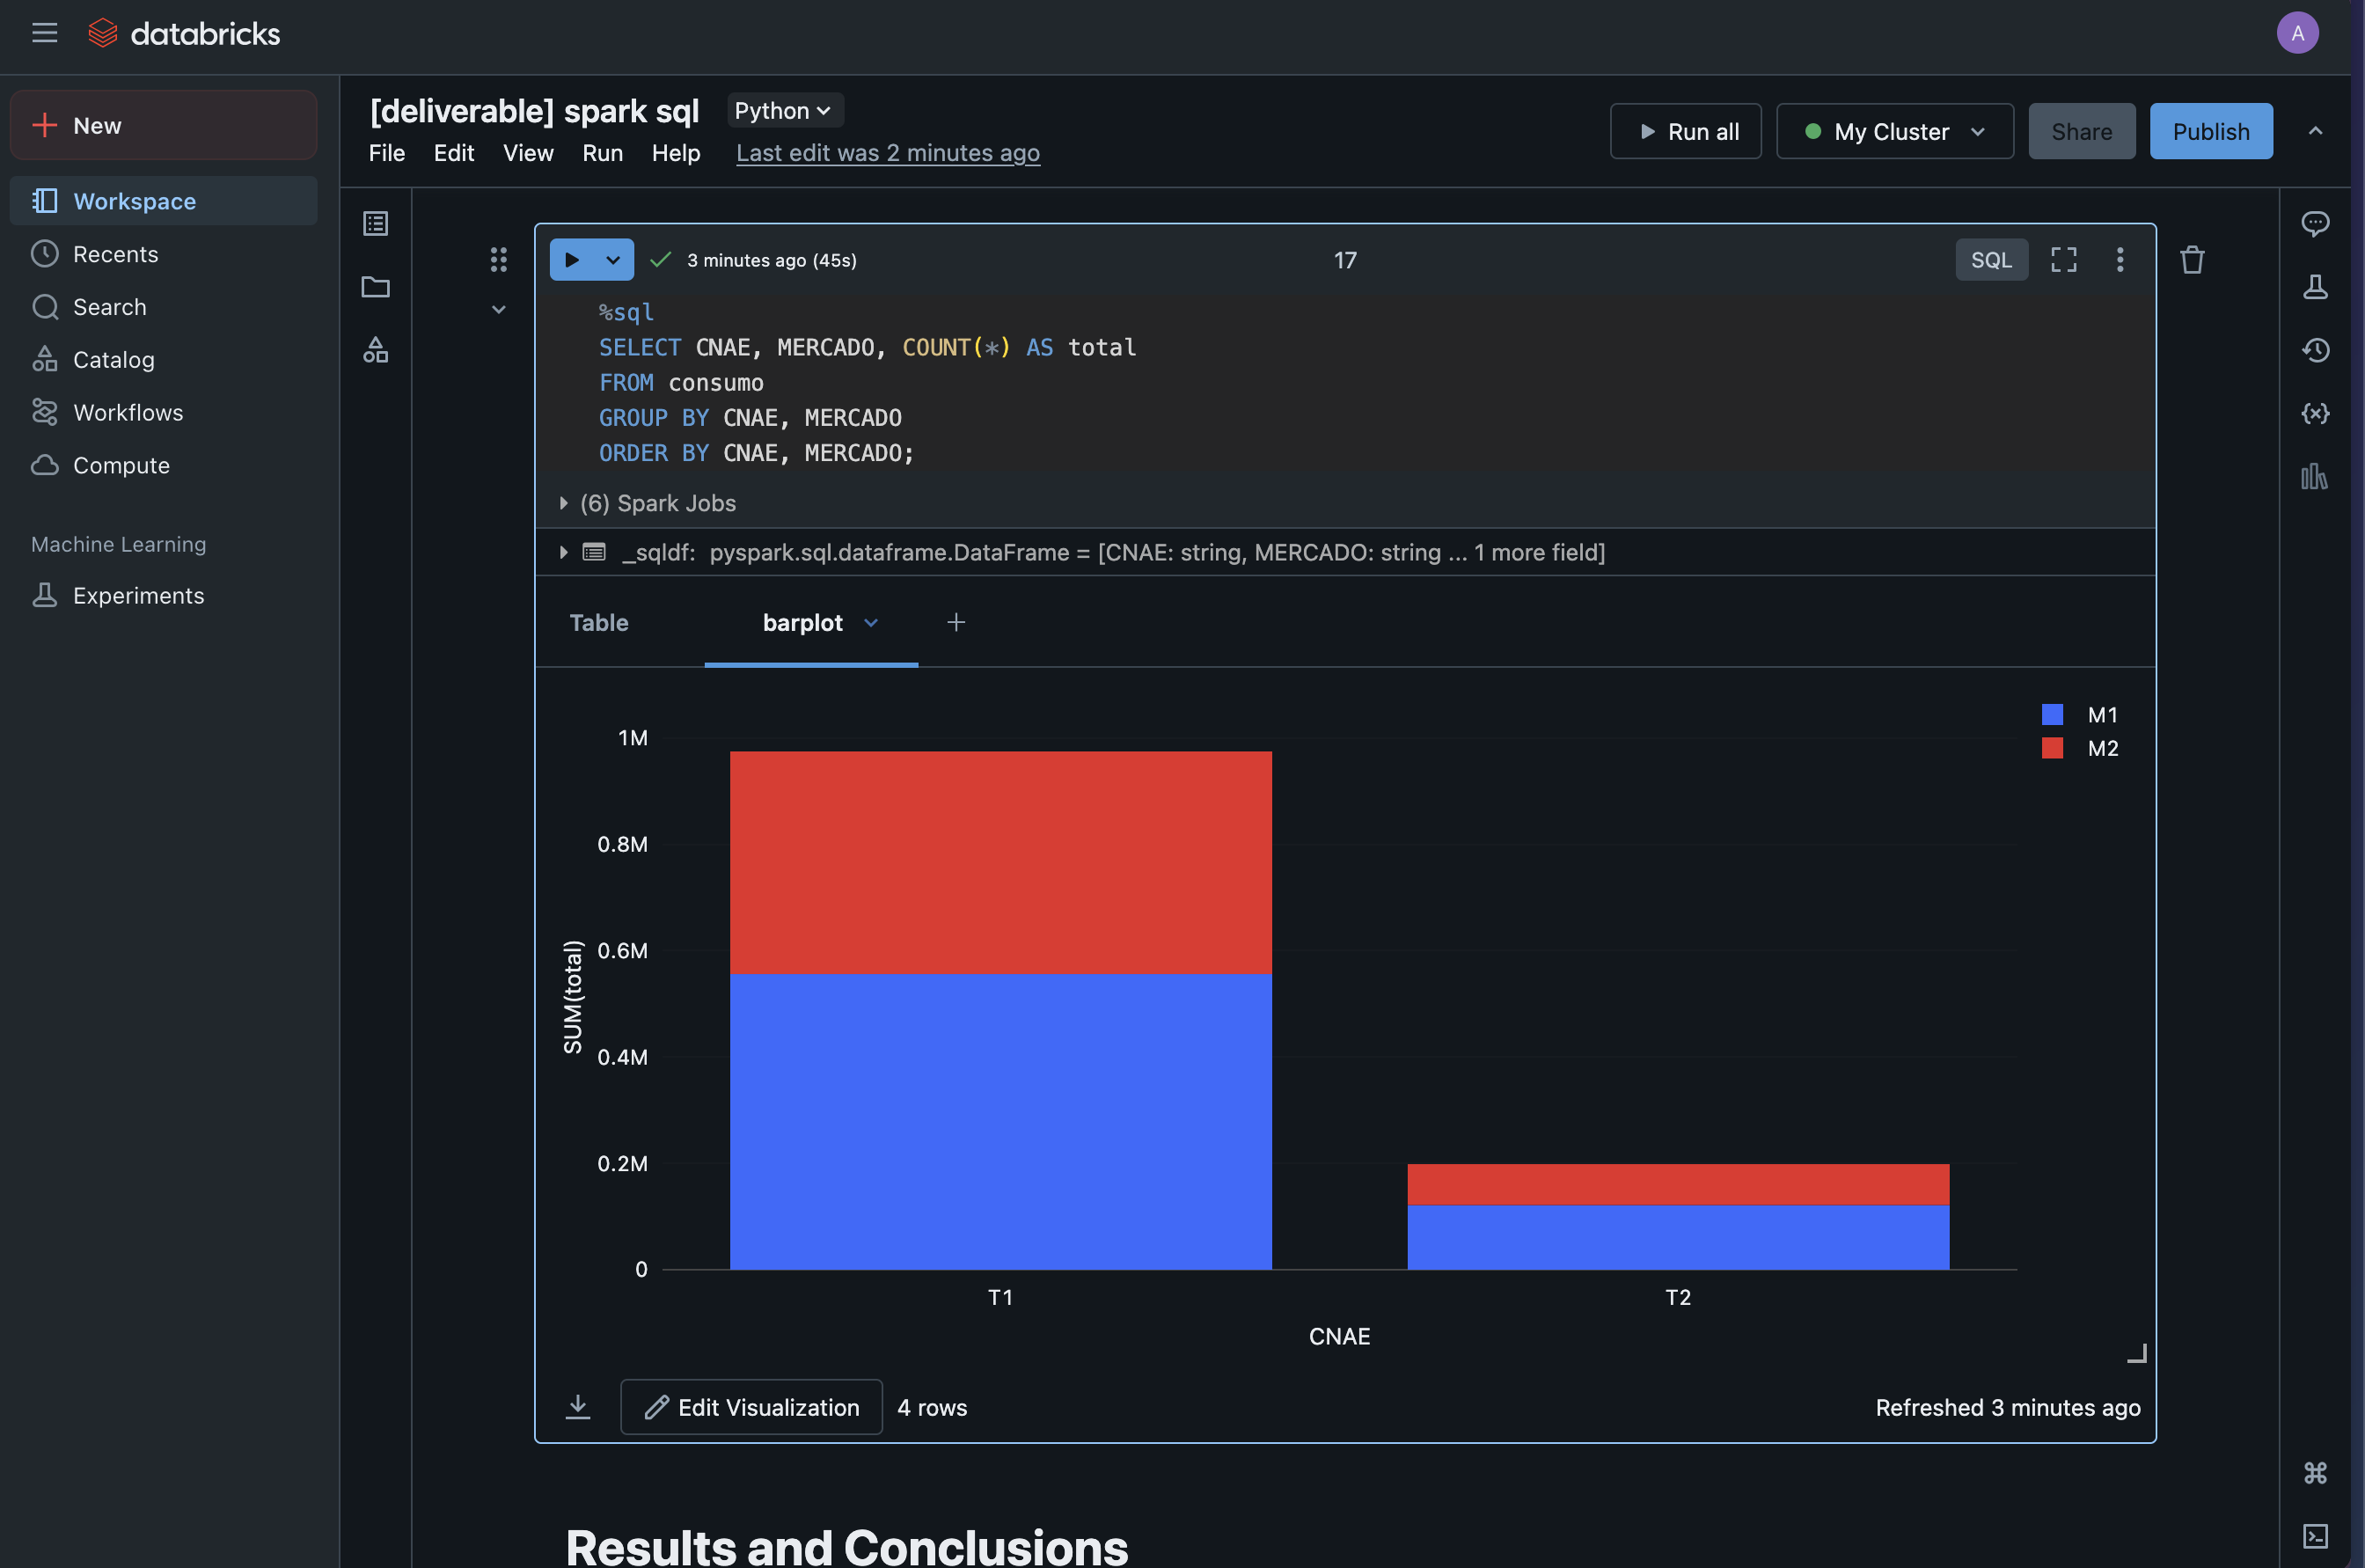 databricks
A
New
Workspace
Recents
Search
Catalog
Workflows
Compute
Machine Learning
Experiments
[deliverable] spark sql Python
File Edit View Run Help Last edit was 2 minutes ago
Run all My Cluster Share Publish
3 minutes ago (45s) 17 SQL
%sql
SELECT CNAE, MERCADO, COUNT(*) AS total
FROM consumo
GROUP BY CNAE, MERCADO
ORDER BY CNAE, MERCADO;
(6) Spark Jobs
_sqldf: pyspark.sql.dataframe.DataFrame = [CNAE: string, MERCADO: string ... 1 more field]
Table barplot
M1
M2
1M
0.8M
0.6M
0.4M
0.2M
0
SUM(total)
T1 T2
CNAE
Edit Visualization 4 rows Refreshed 3 minutes ago
Results and Conclusions